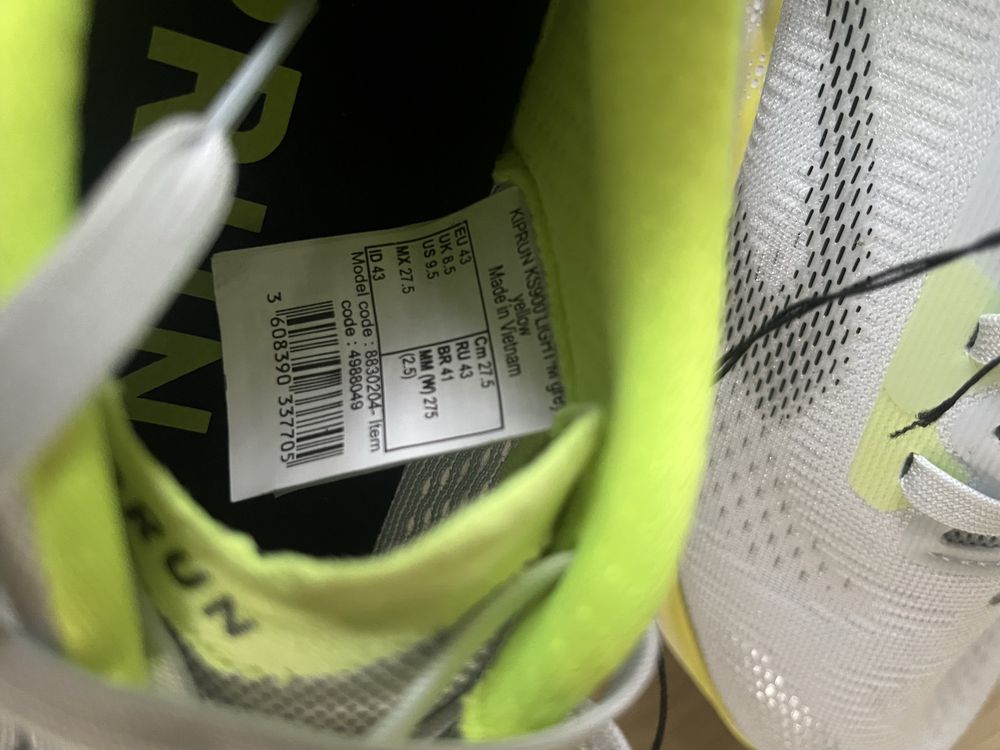 KIPRUN KS900 LIGHT M grey
yellow
Made in Vietnam
EU 43 Cm 27.5
UK 8.5 RU 43
US 9.5 BR 41
MX 27.5 MM (W) 275
ID 43 (2.5)
Model code : 8830204- Item
code : 4988049
3 608390 337705
RUN